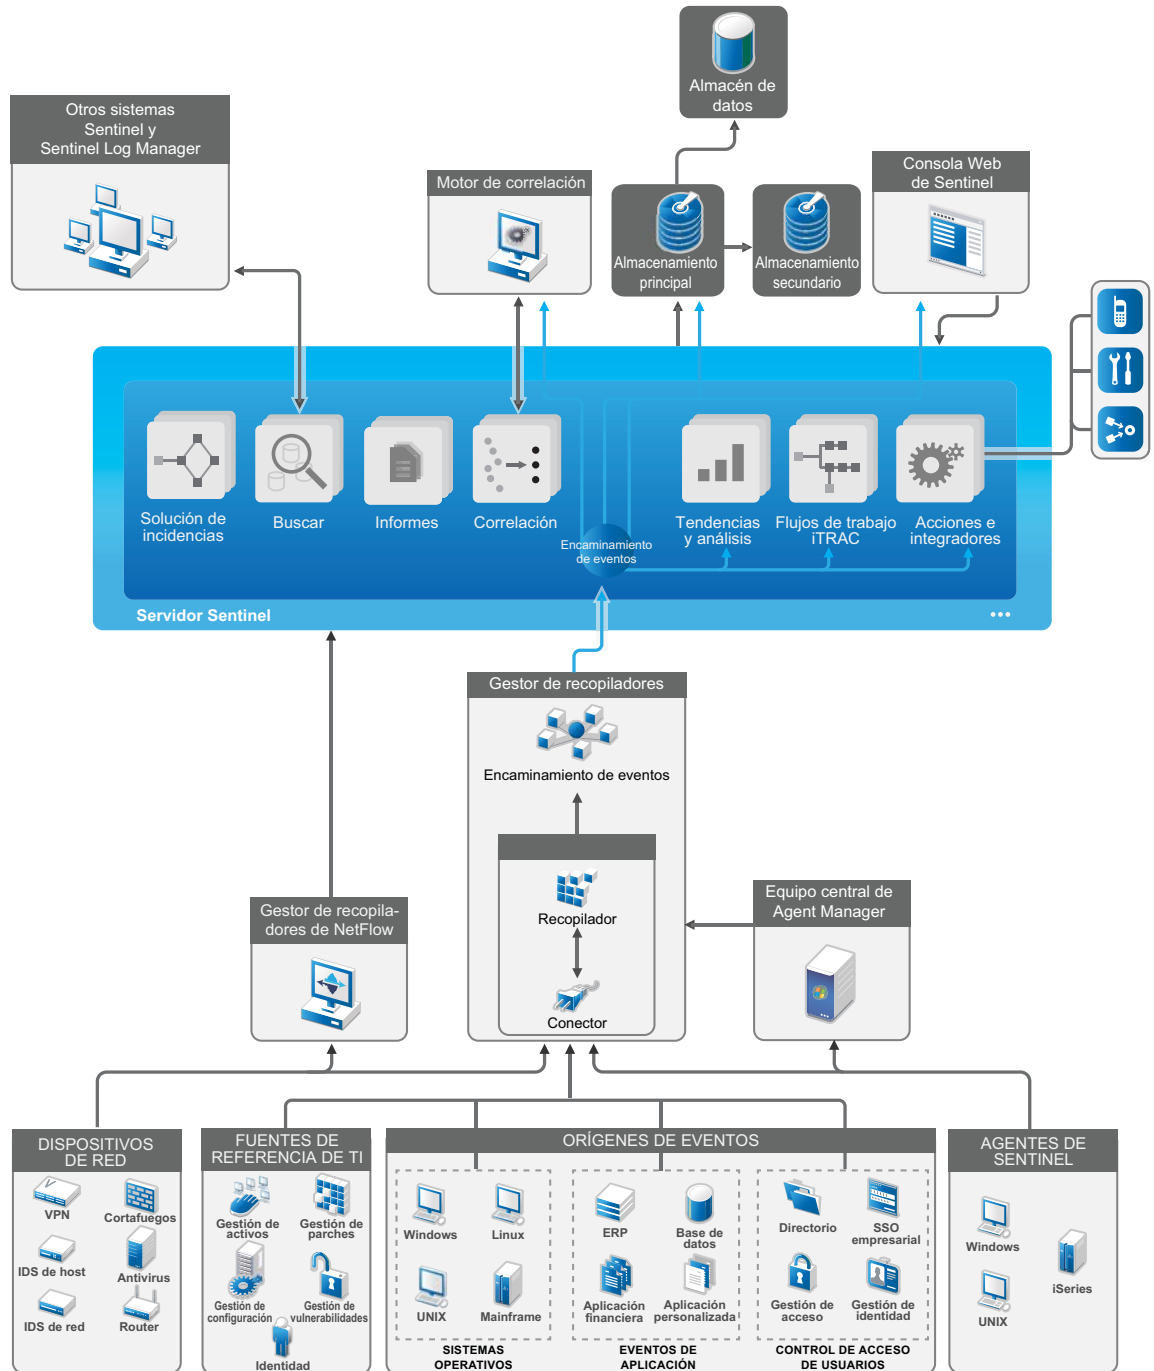 Almacén de
datos
Otros sistemas
Sentinel y
Sentinel Log Manager
Motor de correlación
Almacenamiento
principal
Almacenamiento
secundario
Consola Web
de Sentinel
Solución de
incidencias
Buscar
Informes
Correlación
Encaminamiento
de eventos
Tendencias
y análisis
Flujos de trabajo
iTRAC
Acciones e
integradores
Servidor Sentinel
Gestor de recopiladores
Encaminamiento de eventos
Recopilador
Conector
Gestor de recopila-
dores de NetFlow
Equipo central de
Agent Manager
DISPOSITIVOS
DE RED
VPN
Cortafuegos
IDS de host
Antivirus
IDS de red
Router
FUENTES DE
REFERENCIA DE TI
Gestión de
activos
Gestión de
parches
Gestión de
configuración
Gestión de
vulnerabilidades
Identidad
ORÍGENES DE EVENTOS
Windows
Linux
UNIX
Mainframe
SISTEMAS
OPERATIVOS
ERP
Base de
datos
Aplicación
financiera
Aplicación
personalizada
EVENTOS DE
APLICACIÓN
Directorio
SSO
empresarial
Gestión de
acceso
Gestión de
identidad
CONTROL DE ACCESO
DE USUARIOS
AGENTES DE
SENTINEL
Windows
iSeries
UNIX